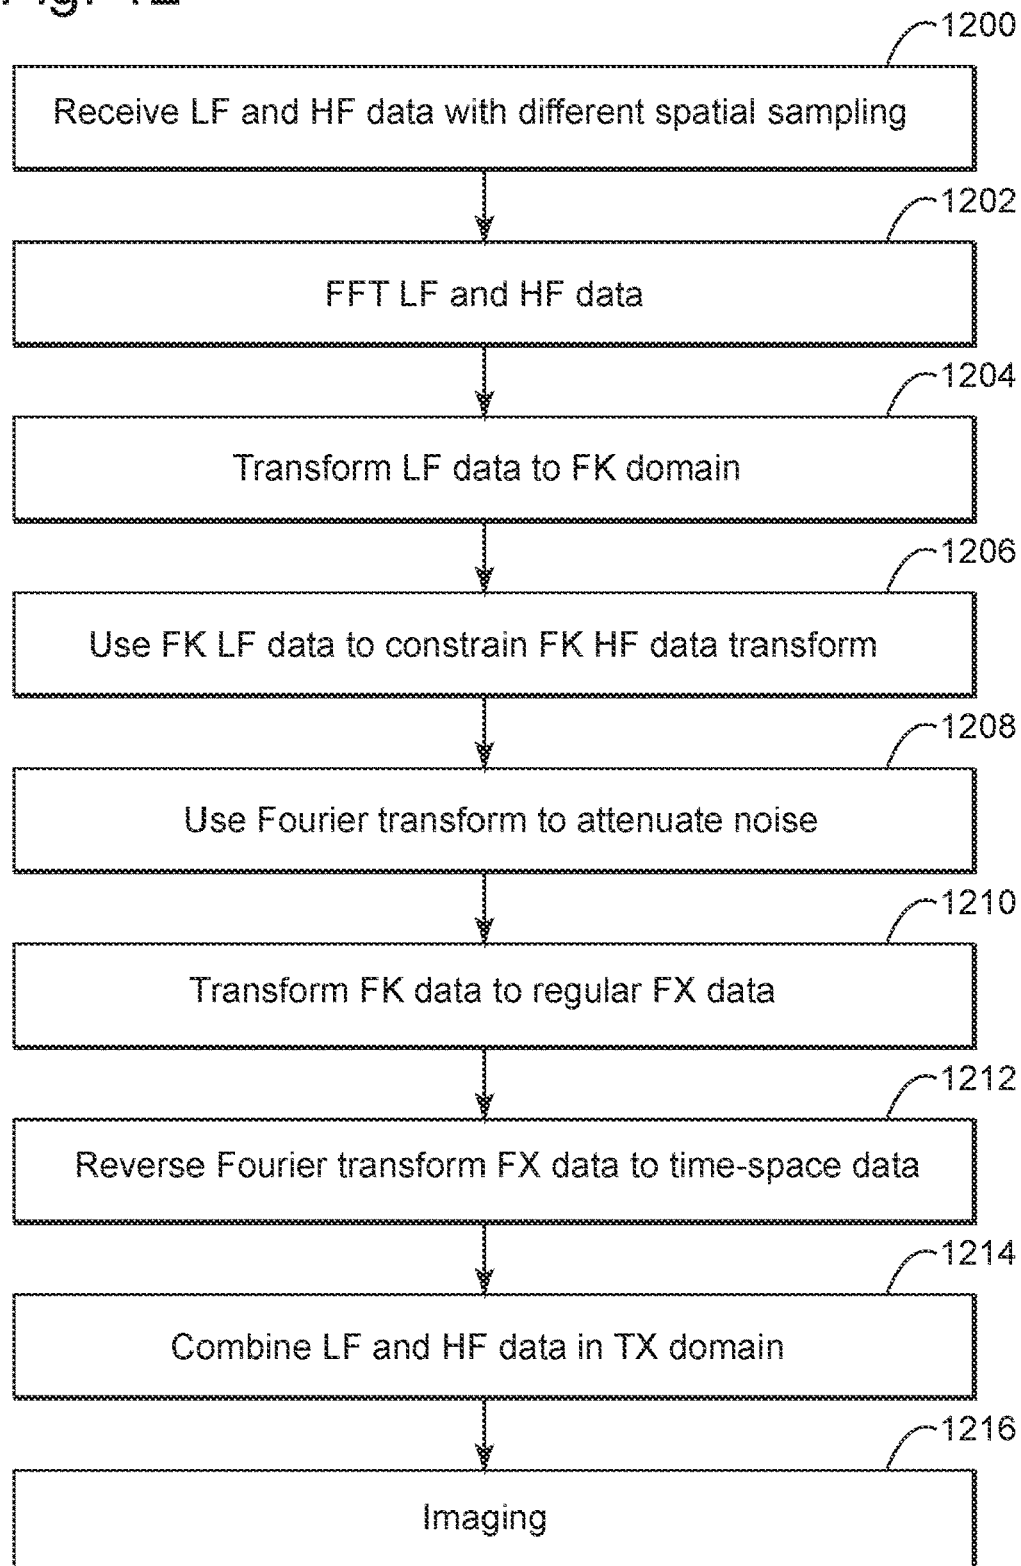 Fig. 12
1200
Receive LF and HF data with different spatial sampling
1202
FFT LF and HF data
1204
Transform LF data to FK domain
1206
Use FK LF data to constrain FK HF data transform
1208
Use Fourier transform to attenuate noise
1210
Transform FK data to regular FX data
1212
Reverse Fourier transform FX data to time-space data
1214
Combine LF and HF data in TX domain
1216
Imaging